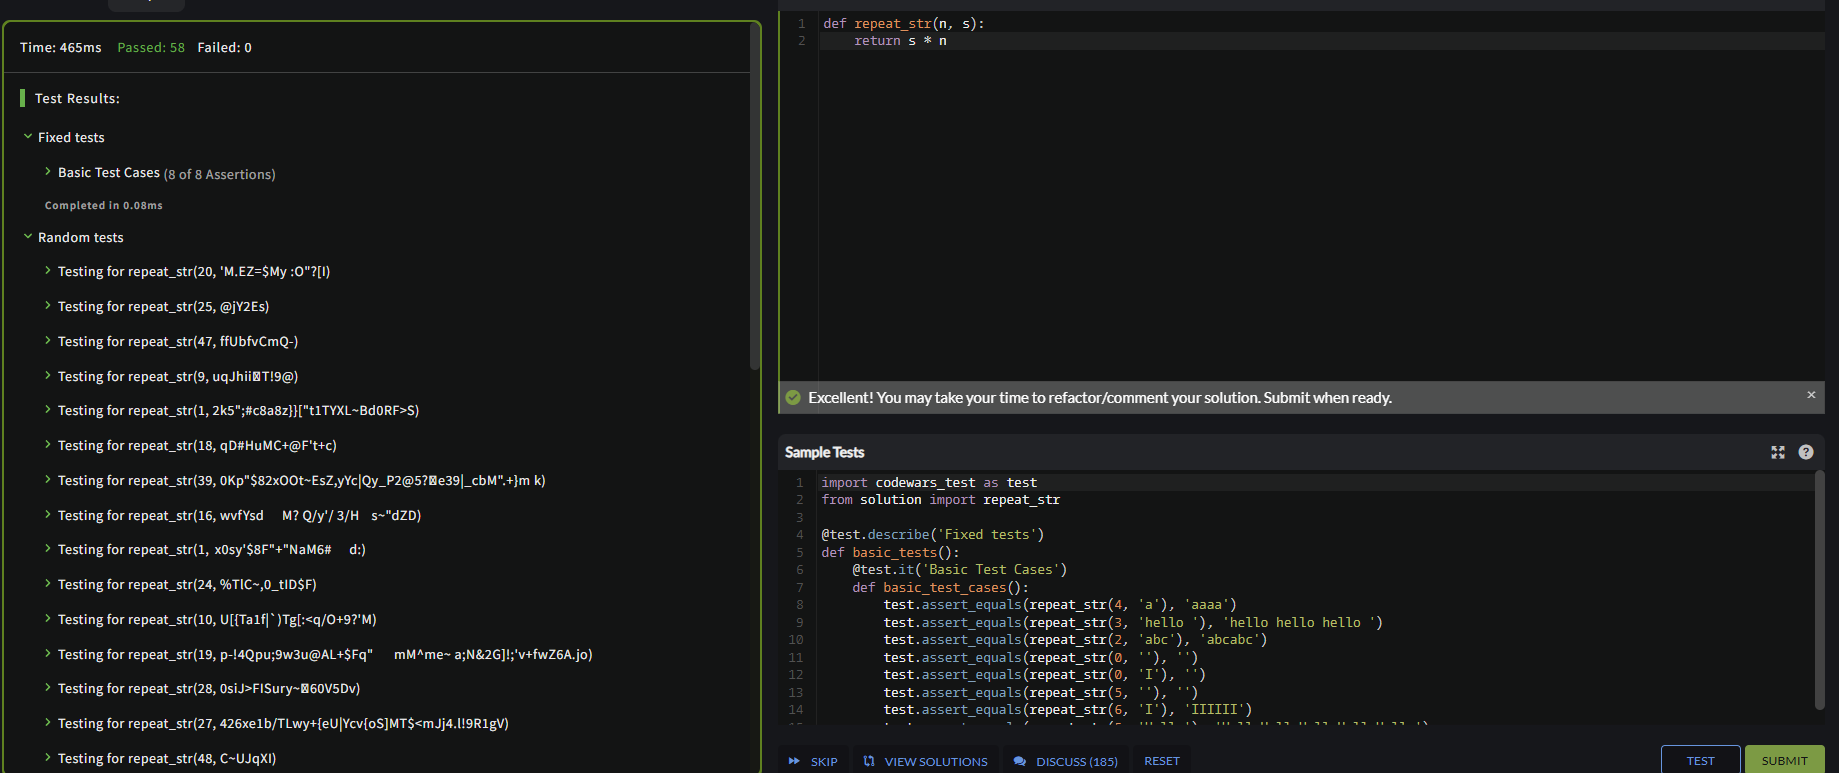 Time: 465ms Passed: 58 Failed: 0
Test Results:
Fixed tests
Basic Test Cases (8 of 8 Assertions)
Completed in 0.08ms
Random tests
Testing for repeat_str(20, 'M.EZ=$My :O"?[I)
Testing for repeat_str(25, @jY2Es)
Testing for repeat_str(47, ffUbfvCmQ-)
Testing for repeat_str(9, uqJhii�T!9@)
Testing for repeat_str(1, 2k5";#c8a8z}}["t1TYXL~Bd0RF>S)
Testing for repeat_str(18, qD#HuMC+@F't+c)
Testing for repeat_str(39, 0Kp"$82xOOt~EsZ,yYc|Qy_P2@5?�e39|_cbM".+}m k)
Testing for repeat_str(16, wvfYsd M? Q/y'/ 3/H s~"dZD)
Testing for repeat_str(1, x0sy'$8F"+"NaM6# d:)
Testing for repeat_str(24, %TlC~,0_tID$F)
Testing for repeat_str(10, U[{Ta1f|`)Tg[:<q/O+9?'M)
Testing for repeat_str(19, p-!4Qpu;9w3u@AL+$Fq" mM^me~ a;N&2G]!;'v+fwZ6A.jo)
Testing for repeat_str(28, 0siJ>FISury~�60V5Dv)
Testing for repeat_str(27, 426xe1b/TLwy+{eU|Ycv{oS]MT$<mJj4.l!9R1gV)
Testing for repeat_str(48, C~UJqXI)
1 def repeat_str(n, s):
2 return s * n
Excellent! You may take your time to refactor/comment your solution. Submit when ready.
Sample Tests
1 import codewars_test as test
2 from solution import repeat_str
3
4 @test.describe('Fixed tests')
5 def basic_tests():
6 @test.it('Basic Test Cases')
7 def basic_test_cases():
8 test.assert_equals(repeat_str(4, 'a'), 'aaaa')
9 test.assert_equals(repeat_str(3, 'hello '), 'hello hello hello ')
10 test.assert_equals(repeat_str(2, 'abc'), 'abcabc')
11 test.assert_equals(repeat_str(0, ''), '')
12 test.assert_equals(repeat_str(0, 'I'), '')
13 test.assert_equals(repeat_str(5, ''), '')
14 test.assert_equals(repeat_str(6, 'I'), 'IIIIII')
SKIP VIEW SOLUTIONS DISCUSS (185) RESET TEST SUBMIT